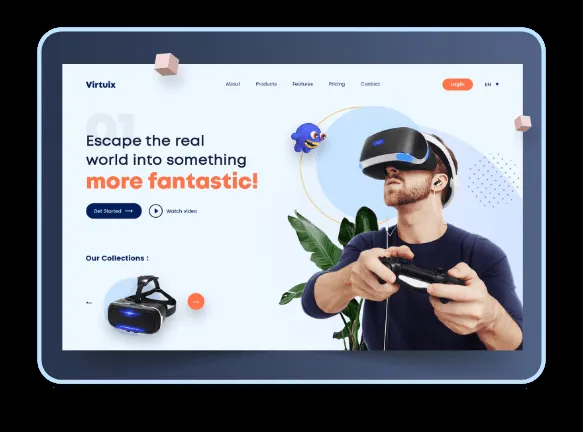 Virtuix
About Products Features Pricing Contact
Login
EN
01
Escape the real
world into something
more fantastic!
Get Started
Watch video
Our Collections :